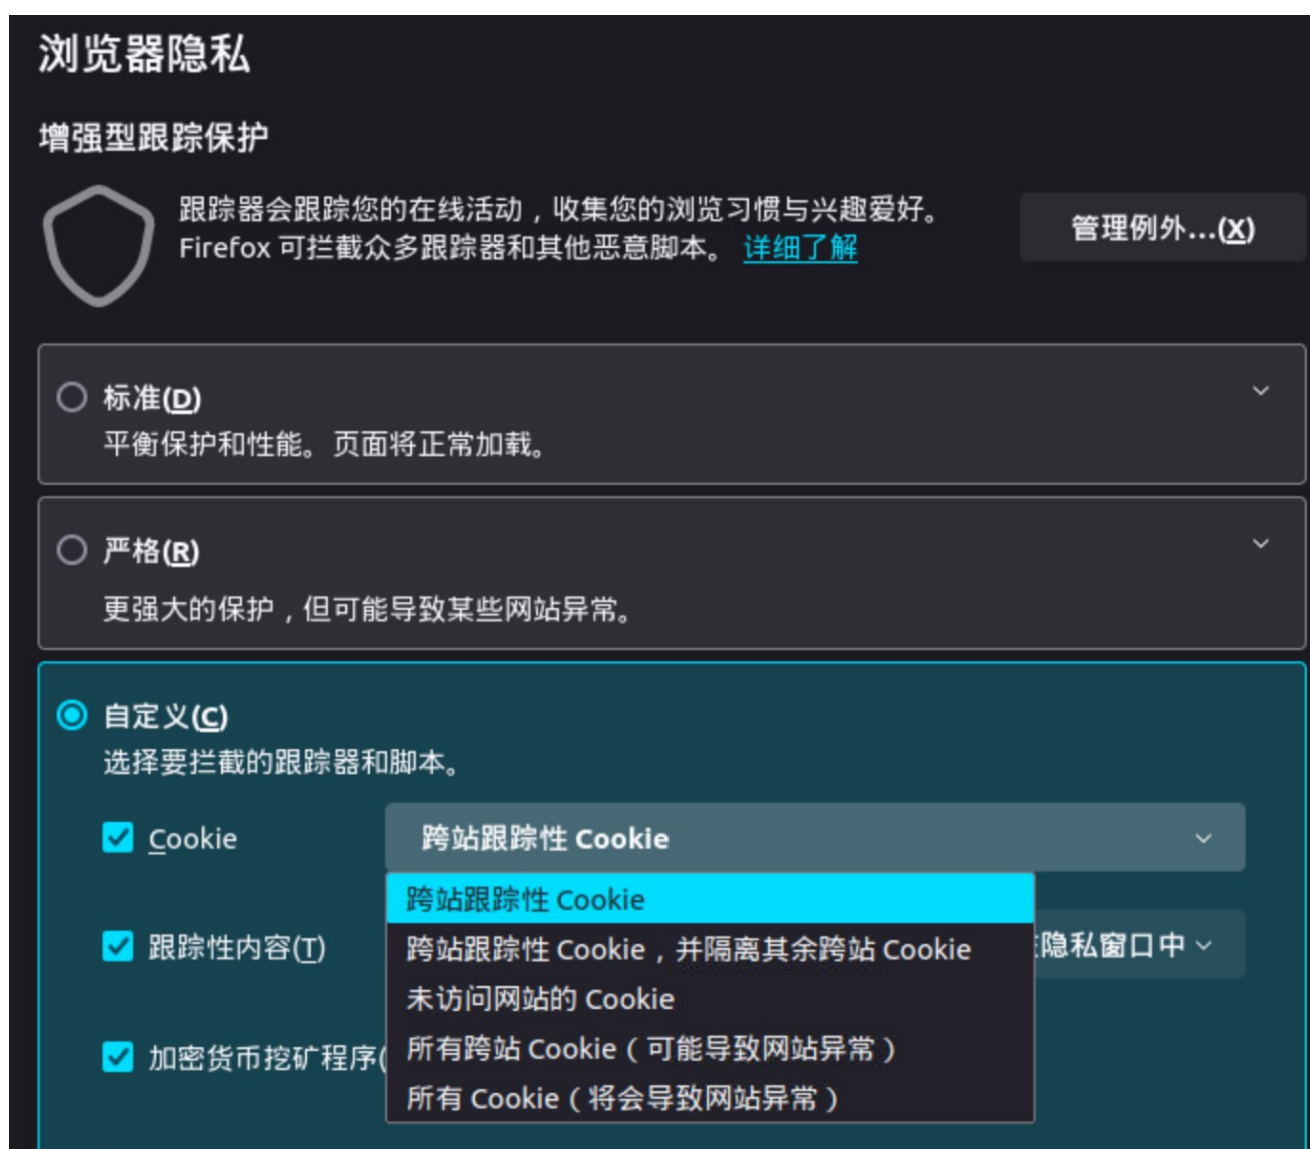 浏览器隐私
增强型跟踪保护
跟踪器会跟踪您的在线活动，收集您的浏览习惯与兴趣爱好。
Firefox 可拦截众多跟踪器和其他恶意脚本。 详细了解
管理例外...(X)
标准(D)
平衡保护和性能。页面将正常加载。
严格(R)
更强大的保护，但可能导致某些网站异常。
自定义(C)
选择要拦截的跟踪器和脚本。
Cookie
跨站跟踪性 Cookie
跨站跟踪性 Cookie
跨站跟踪性 Cookie，并隔离其余跨站 Cookie
未访问网站的 Cookie
所有跨站 Cookie（可能导致网站异常）
所有 Cookie（将会导致网站异常）
跟踪性内容(T)
隐私窗口中
加密货币挖矿程序(